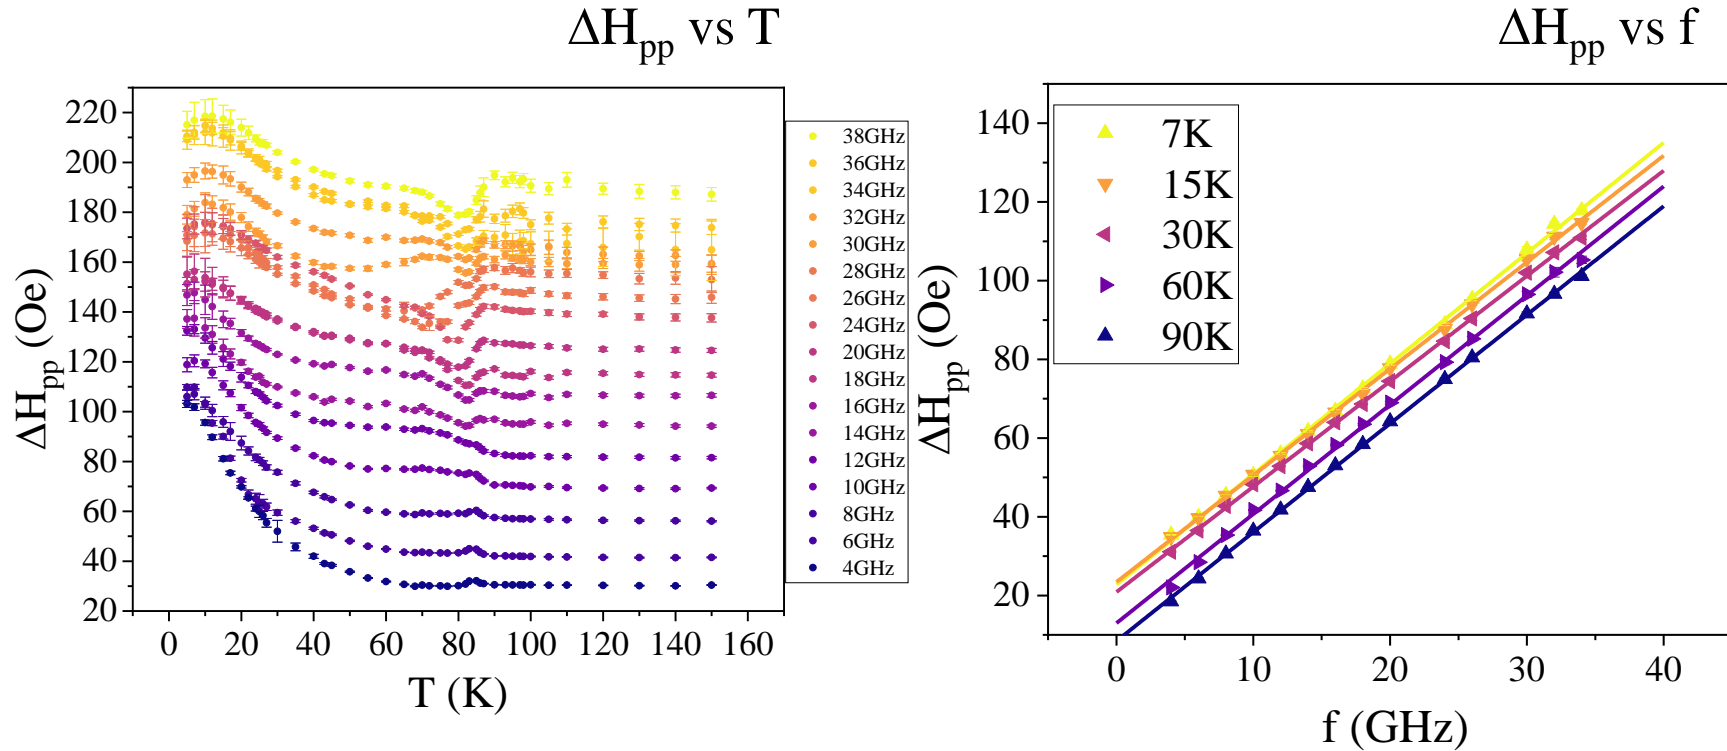 ΔHpp vs T
ΔHpp (Oe)
220
200
180
160
140
120
100
80
60
40
20
0 20 40 60 80 100 120 140 160
T (K)
38GHz
36GHz
34GHz
32GHz
30GHz
28GHz
26GHz
24GHz
20GHz
18GHz
16GHz
14GHz
12GHz
10GHz
8GHz
6GHz
4GHz
ΔHpp vs f
ΔHpp (Oe)
140
120
100
80
60
40
20
0 10 20 30 40
f (GHz)
7K
15K
30K
60K
90K